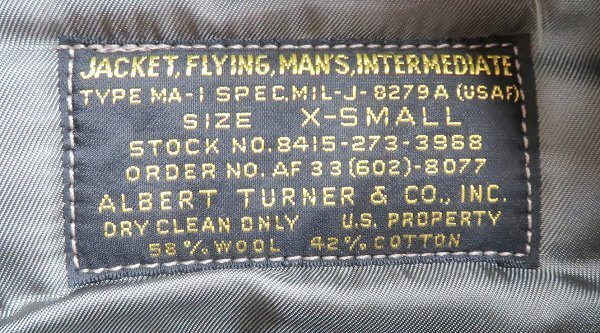 JACKET, FLYING, MAN'S, INTERMEDIATE
TYPE MA-1 SPEC. MIL-J-8279A (USAF)
SIZE X-SMALL
STOCK NO. 8415-273-3988
ORDER NO. AF 33(602)-8077
ALBERT TURNER & CO., INC.
DRY CLEAN ONLY U.S. PROPERTY
58% WOOL 42% COTTON